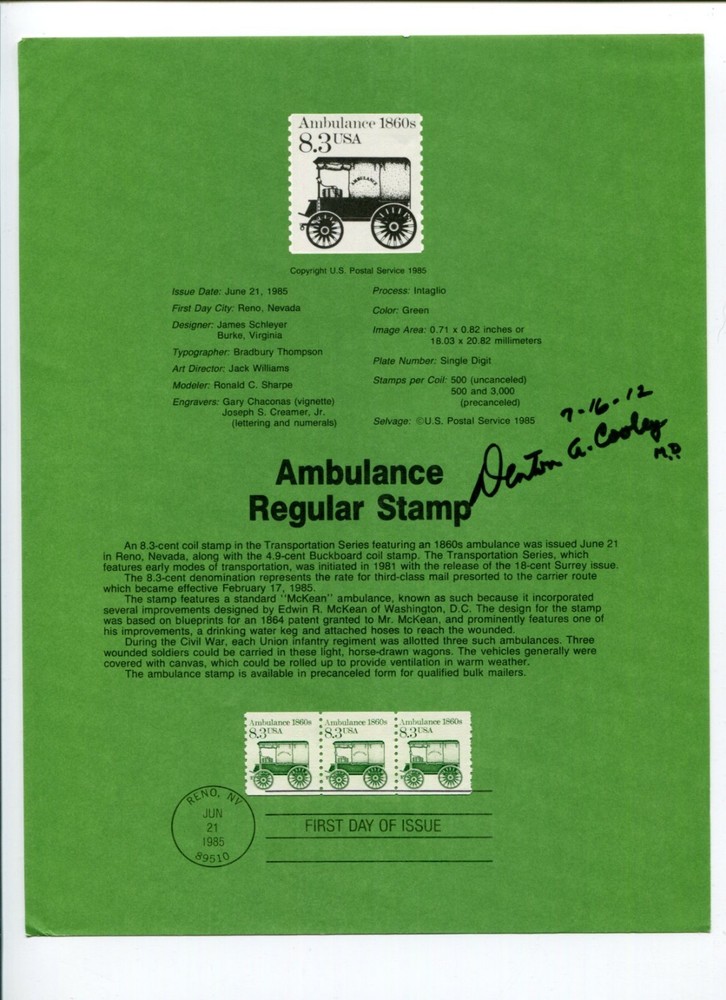 Ambulance 1860s
8.3 USA
AMBULANCE
Copyright U.S. Postal Service 1985
Issue Date: June 21, 1985
First Day City: Reno, Nevada
Designer: James Schleyer
Burke, Virginia
Typographer: Bradbury Thompson
Art Director: Jack Williams
Modeler: Ronald C. Sharpe
Engravers: Gary Chaconas (vignette)
Joseph S. Creamer, Jr.
(lettering and numerals)
Process: Intaglio
Color: Green
Image Area: 0.71 x 0.82 inches or
18.03 x 20.82 millimeters
Plate Number: Single Digit
Stamps per Coil: 500 (uncanceled)
500 and 3,000
(precanceled)
Selvage: ©U.S. Postal Service 1985
7-16-12
Denton A. Cooley
M.D.
Ambulance
Regular Stamp
An 8.3-cent coil stamp in the Transportation Series featuring an 1860s ambulance was issued June 21
in Reno, Nevada, along with the 4.9-cent Buckboard coil stamp. The Transportation Series, which
features early modes of transportation, was initiated in 1981 with the release of the 18-cent Surrey issue.
The 8.3-cent denomination represents the rate for third-class mail presorted to the carrier route
which became effective February 17, 1985.
The stamp features a standard "McKean" ambulance, known as such because it incorporated
several improvements designed by Edwin R. McKean of Washington, D.C. The design for the stamp
was based on blueprints for an 1864 patent granted to Mr. McKean, and prominently features one of
his improvements, a drinking water keg and attached hoses to reach the wounded.
During the Civil War, each Union infantry regiment was allotted three such ambulances. Three
wounded soldiers could be carried in these light, horse-drawn wagons. The vehicles generally were
covered with canvas, which could be rolled up to provide ventilation in warm weather.
The ambulance stamp is available in precanceled form for qualified bulk mailers.
Ambulance 1860s Ambulance 1860s Ambulance 1860s
8.3 USA 8.3 USA 8.3 USA
RENO, NV
JUN
21
1985
89510
FIRST DAY OF ISSUE